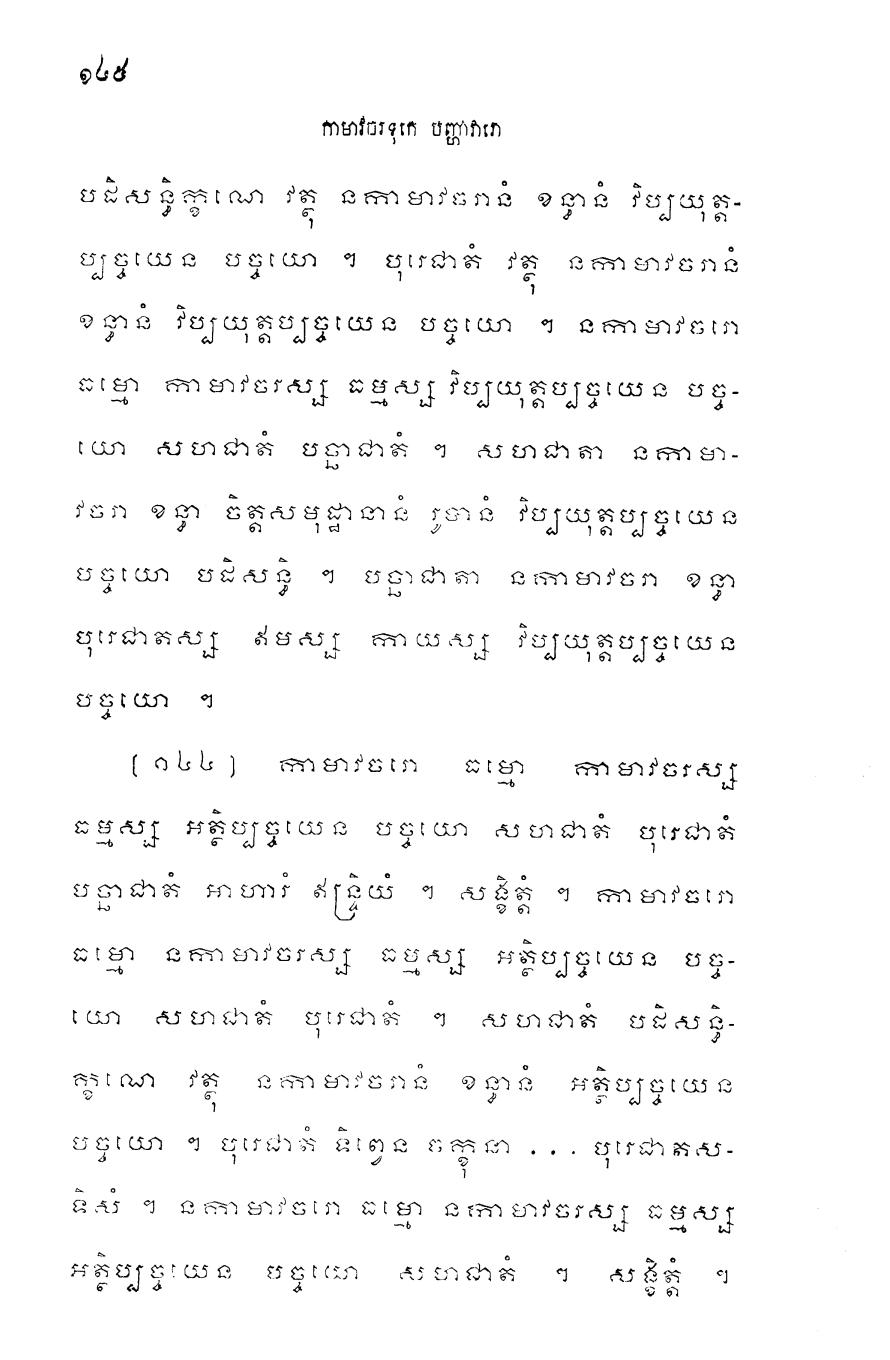 ១៤៥
កាមាវចរទុកេ បញ្ហាវារោ
បដិសន្ធិក្ខណេ វត្ថុ នកាមាវចរានំ ខន្ធានំ វិប្បយុត្ត-
ប្បច្ចយេន បច្ចយោ ។ បុរេជាតំ វត្ថុ នកាមាវចរានំ
ខន្ធានំ វិប្បយុត្តប្បច្ចយេន បច្ចយោ ។ នកាមាវចរោ
ធម្មោ កាមាវចរស្ស ធម្មស្ស វិប្បយុត្តប្បច្ចយេន បច្ច-
យោ សហជាតំ បច្ឆាជាតំ ។ សហជាតា នកាមា-
វចរា ខន្ធា ចិត្តសមុដ្ឋានានំ រូបានំ វិប្បយុត្តប្បច្ចយេន
បច្ចយោ បដិសន្ធិ ។ បច្ឆាជាតា នកាមាវចរា ខន្ធា
បុរេជាតស្ស ឥមស្ស កាយស្ស វិប្បយុត្តប្បច្ចយេន
បច្ចយោ ។
[១៤៤] កាមាវចរោ ធម្មោ កាមាវចរស្ស
ធម្មស្ស អត្ថិប្បច្ចយេន បច្ចយោ សហជាតំ បុរេជាតំ
បច្ឆាជាតំ អាហារំ ឥន្ទ្រិយំ ។ សង្ខិត្តំ ។ កាមាវចរោ
ធម្មោ នកាមាវចរស្ស ធម្មស្ស អត្ថិប្បច្ចយេន បច្ច-
យោ សហជាតំ បុរេជាតំ ។ សហជាតំ បដិសន្ធិ-
ក្ខណេ វត្ថុ នកាមាវចរានំ ខន្ធានំ អត្ថិប្បច្ចយេន
បច្ចយោ ។ បុរេជាតំ ទិព្វេន ចក្ខុនា ... បុរេជាតស-
ទិសំ ។ នកាមាវចរោ ធម្មោ នកាមាវចរស្ស ធម្មស្ស
អត្ថិប្បច្ចយេន បច្ចយោ សហជាតំ ។ សង្ខិត្តំ ។